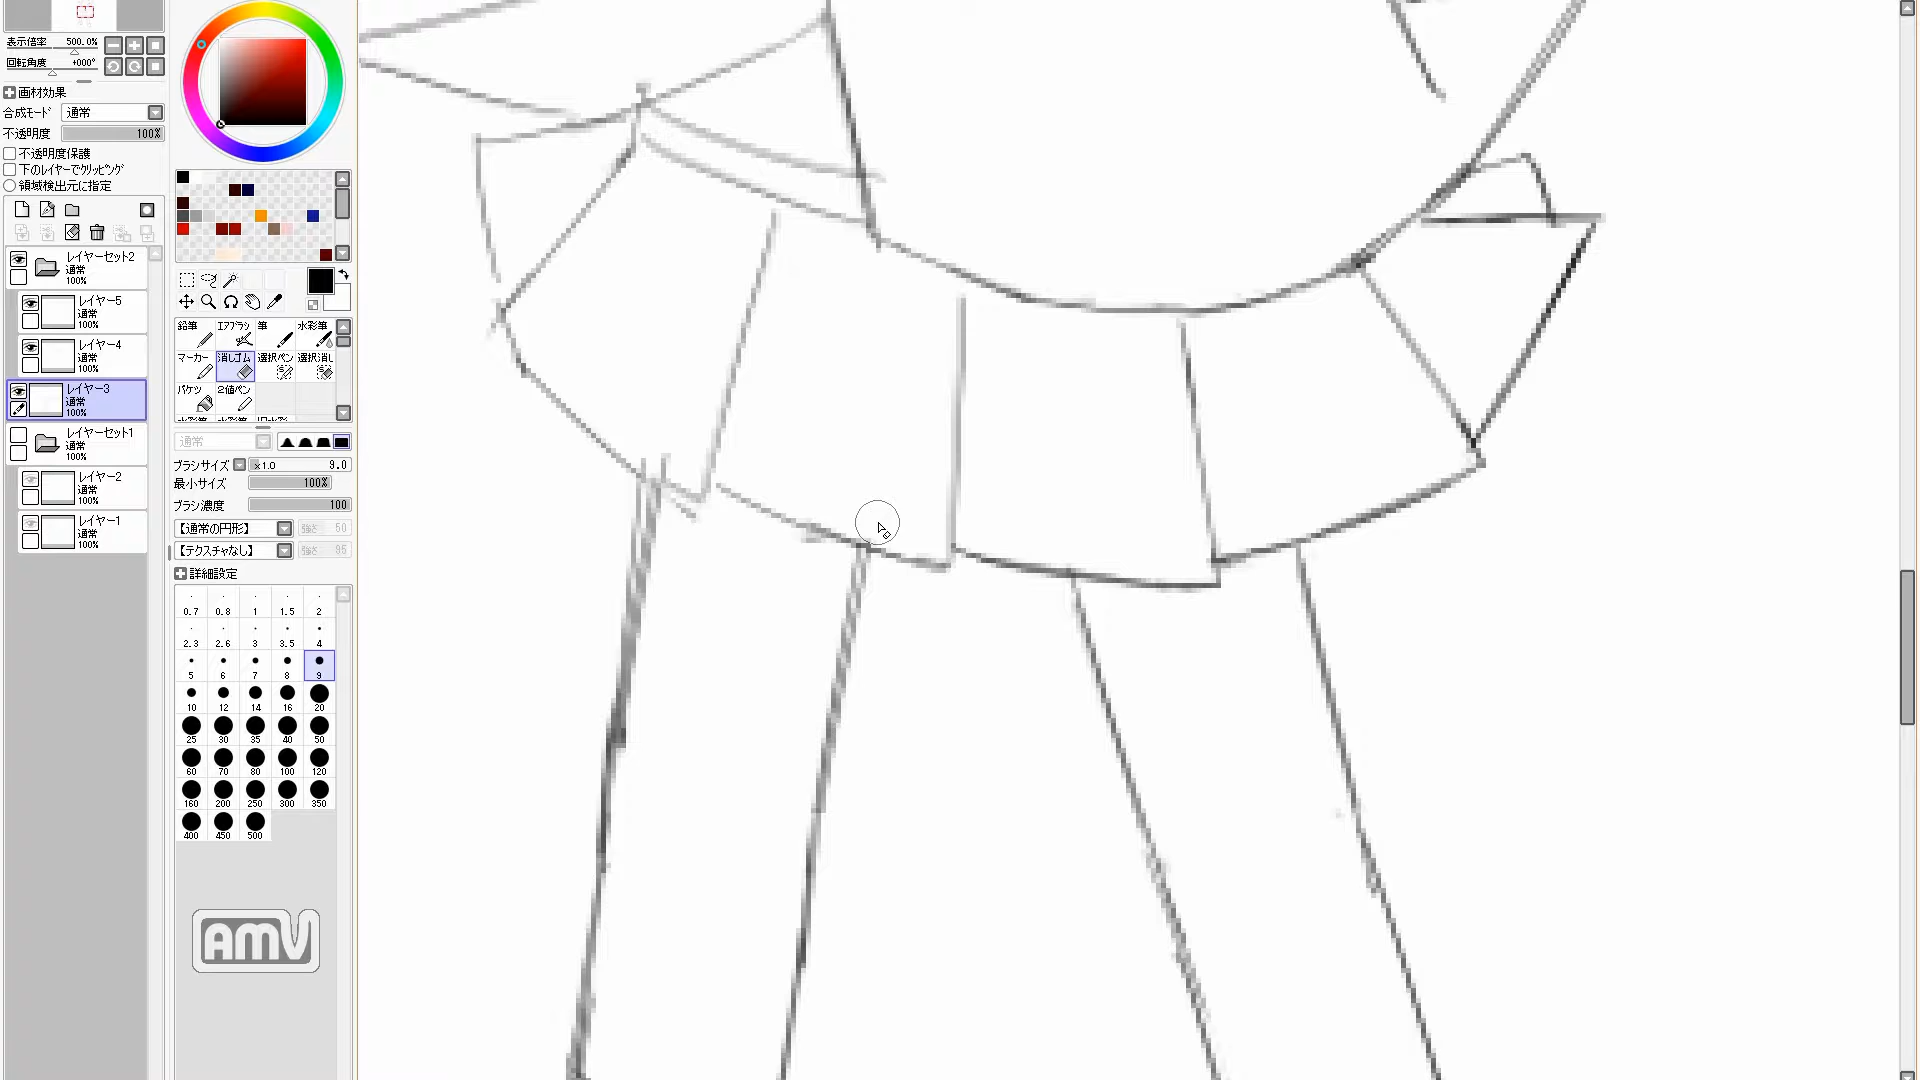 表示倍率 500.0%
回転角度 +000°
画材効果
合成モード 通常
不透明度 100%
不透明度保護
下のレイヤーでクリッピング
領域検出元に指定
レイヤーセット2
通常
100%
レイヤー5
通常
100%
レイヤー4
通常
100%
レイヤー3
通常
100%
レイヤーセット1
通常
100%
レイヤー2
通常
100%
レイヤー1
通常
100%
鉛筆 エアブラシ 筆 水彩筆
マーカー 消しゴム 選択ペン 選択消し
バケツ 2値ペン
通常
ブラシサイズ x1.0 9.0
最小サイズ 100%
ブラシ濃度 100
【通常の円形】 強さ 50
【テクスチャなし】 強さ 95
詳細設定
0.7 0.8 1 1.5 2
2.3 2.6 3 3.5 4
5 6 7 8 9
10 12 14 16 20
25 30 35 40 50
60 70 80 100 120
160 200 250 300 350
400 450 500
AMV